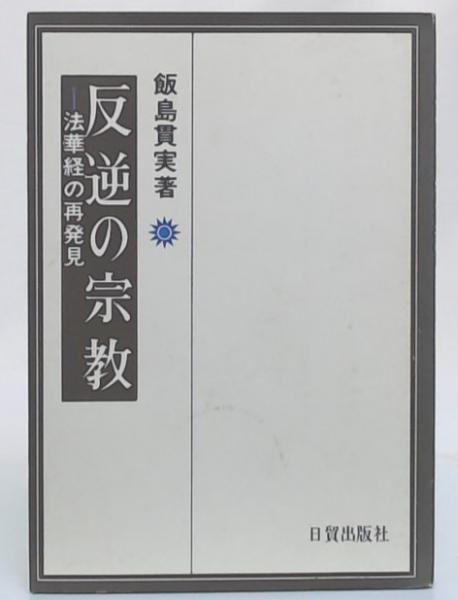 飯島貫実著
反逆の宗教
―法華経の再発見
日貿出版社